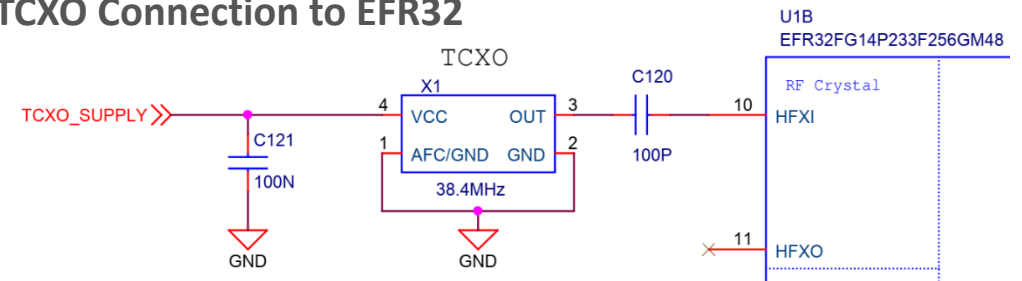 TCXO Connection to EFR32
U1B
EFR32FG14P233F256GM48
TCXO
X1
C120
RF Crystal
TCXO_SUPPLY
4
VCC
OUT
3
10
HFXI
C121
100N
1
AFC/GND
GND
2
100P
38.4MHz
11
HFXO
GND
GND